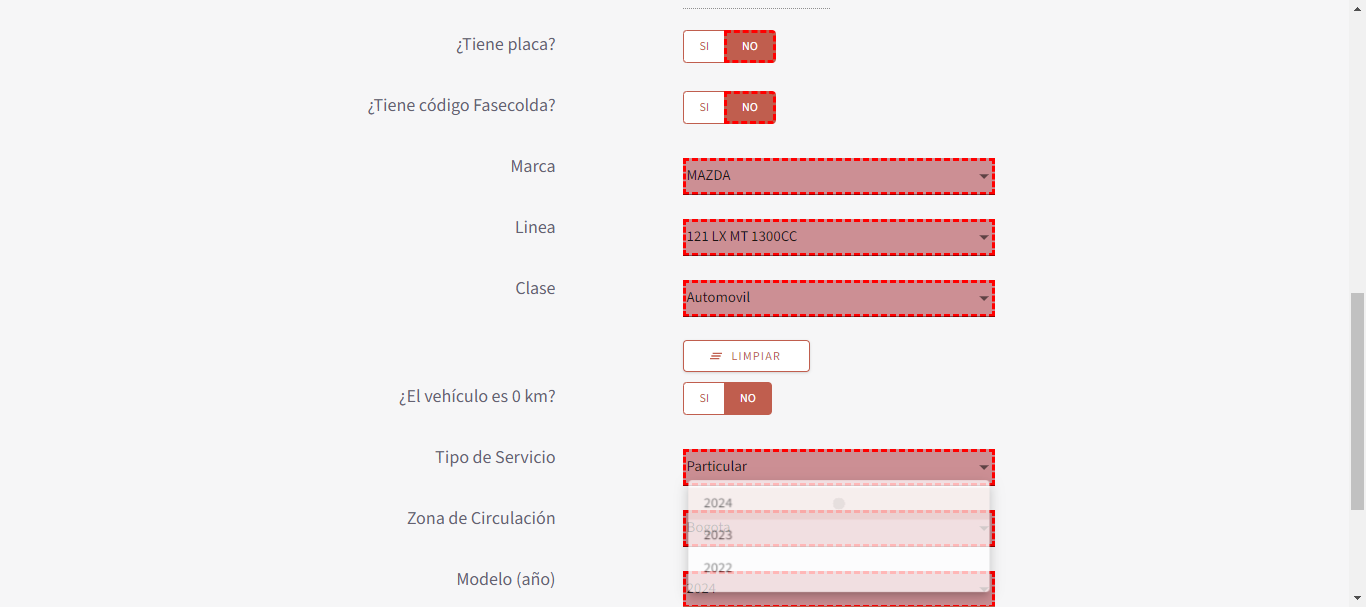 ¿Tiene placa? SI NO
¿Tiene código Fasecolda? SI NO
Marca MAZDA
Linea 121 LX MT 1300CC
Clase Automovil
LIMPIAR
¿El vehículo es 0 km? SI NO
Tipo de Servicio Particular
2024
Zona de Circulación Bogota
2023
2022
Modelo (año) 2024